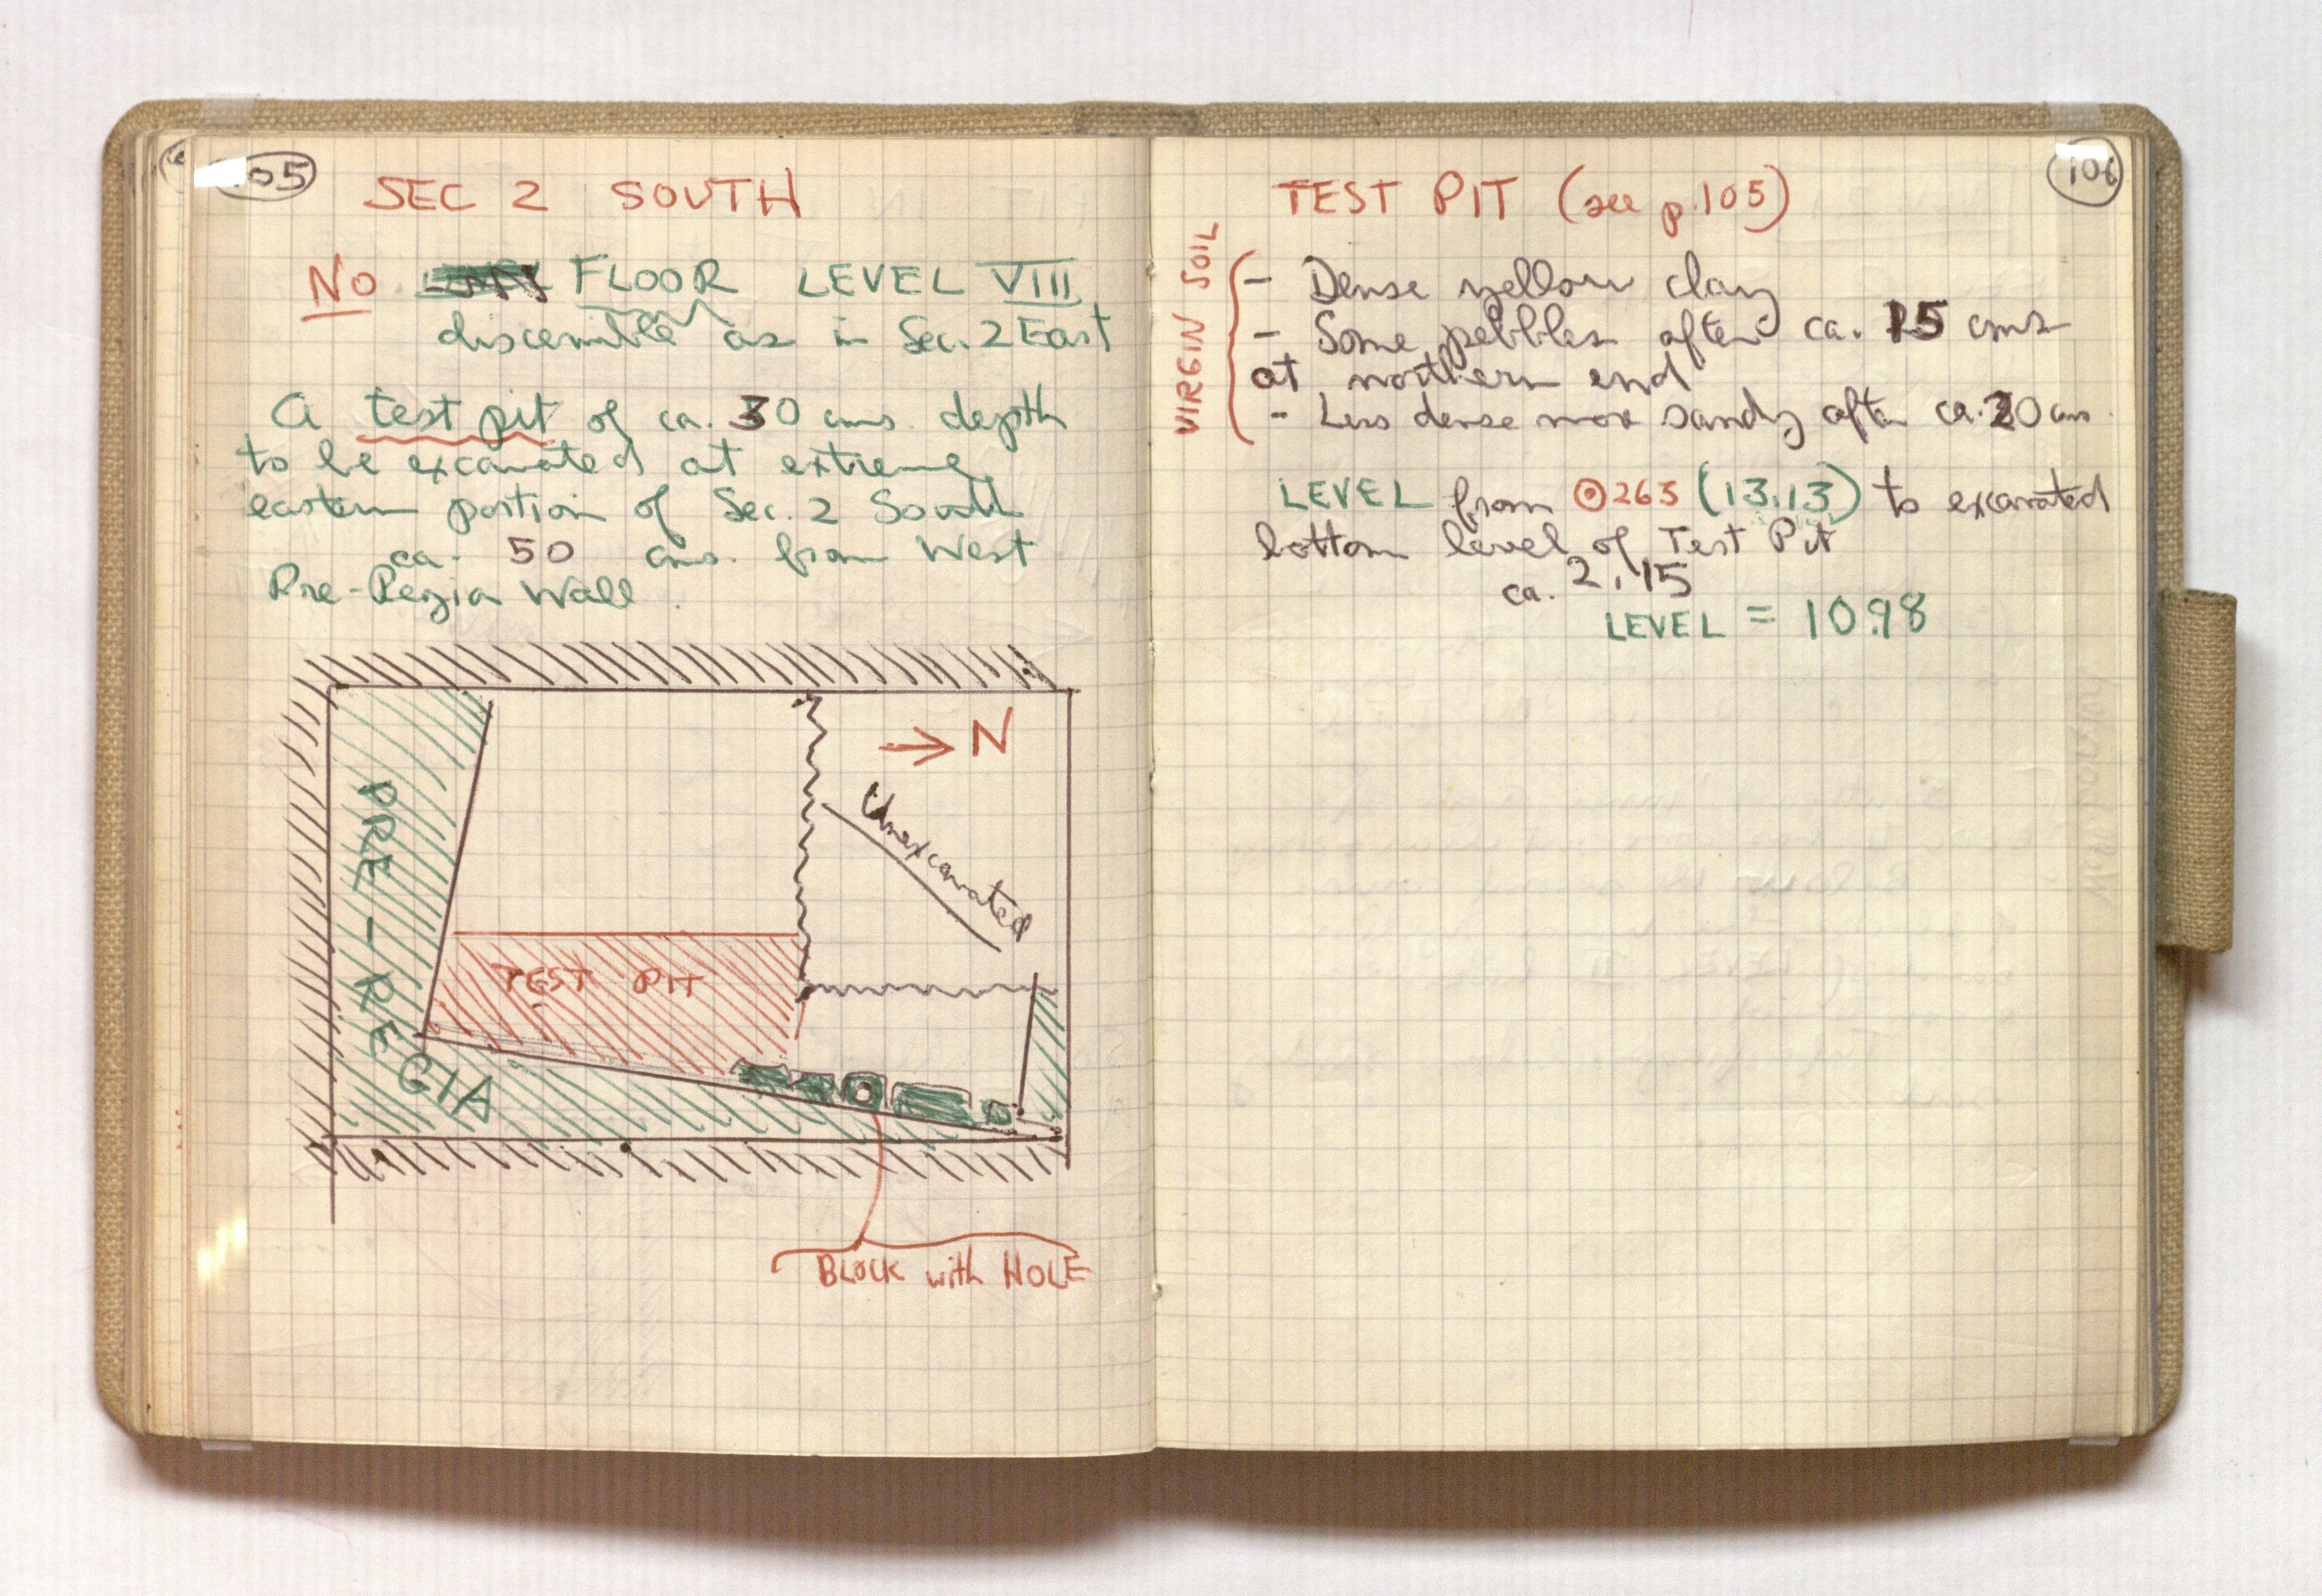 105
SEC 2 SOUTH
No FLOOR LEVEL VIII
discernible as in Sec. 2 East
A test pit of ca. 30 cms. depth
to be excavated at extreme
eastern portion of Sec. 2 South
ca. 50 cms. from West
Pre-Regia Wall.
N
Unexcavated
PRE-REGIA
TEST PIT
BLOCK with HOLE
106
TEST PIT (see p. 105)
VIRGIN SOIL
- Dense yellow clay
- Some pebbles after ca. 15 cms
at northern end
- Less dense more sandy after ca. 20 cms.
LEVEL from ⊙263 (13.13) to excavated
bottom level of Test Pit
ca. 2.15
LEVEL = 10.98